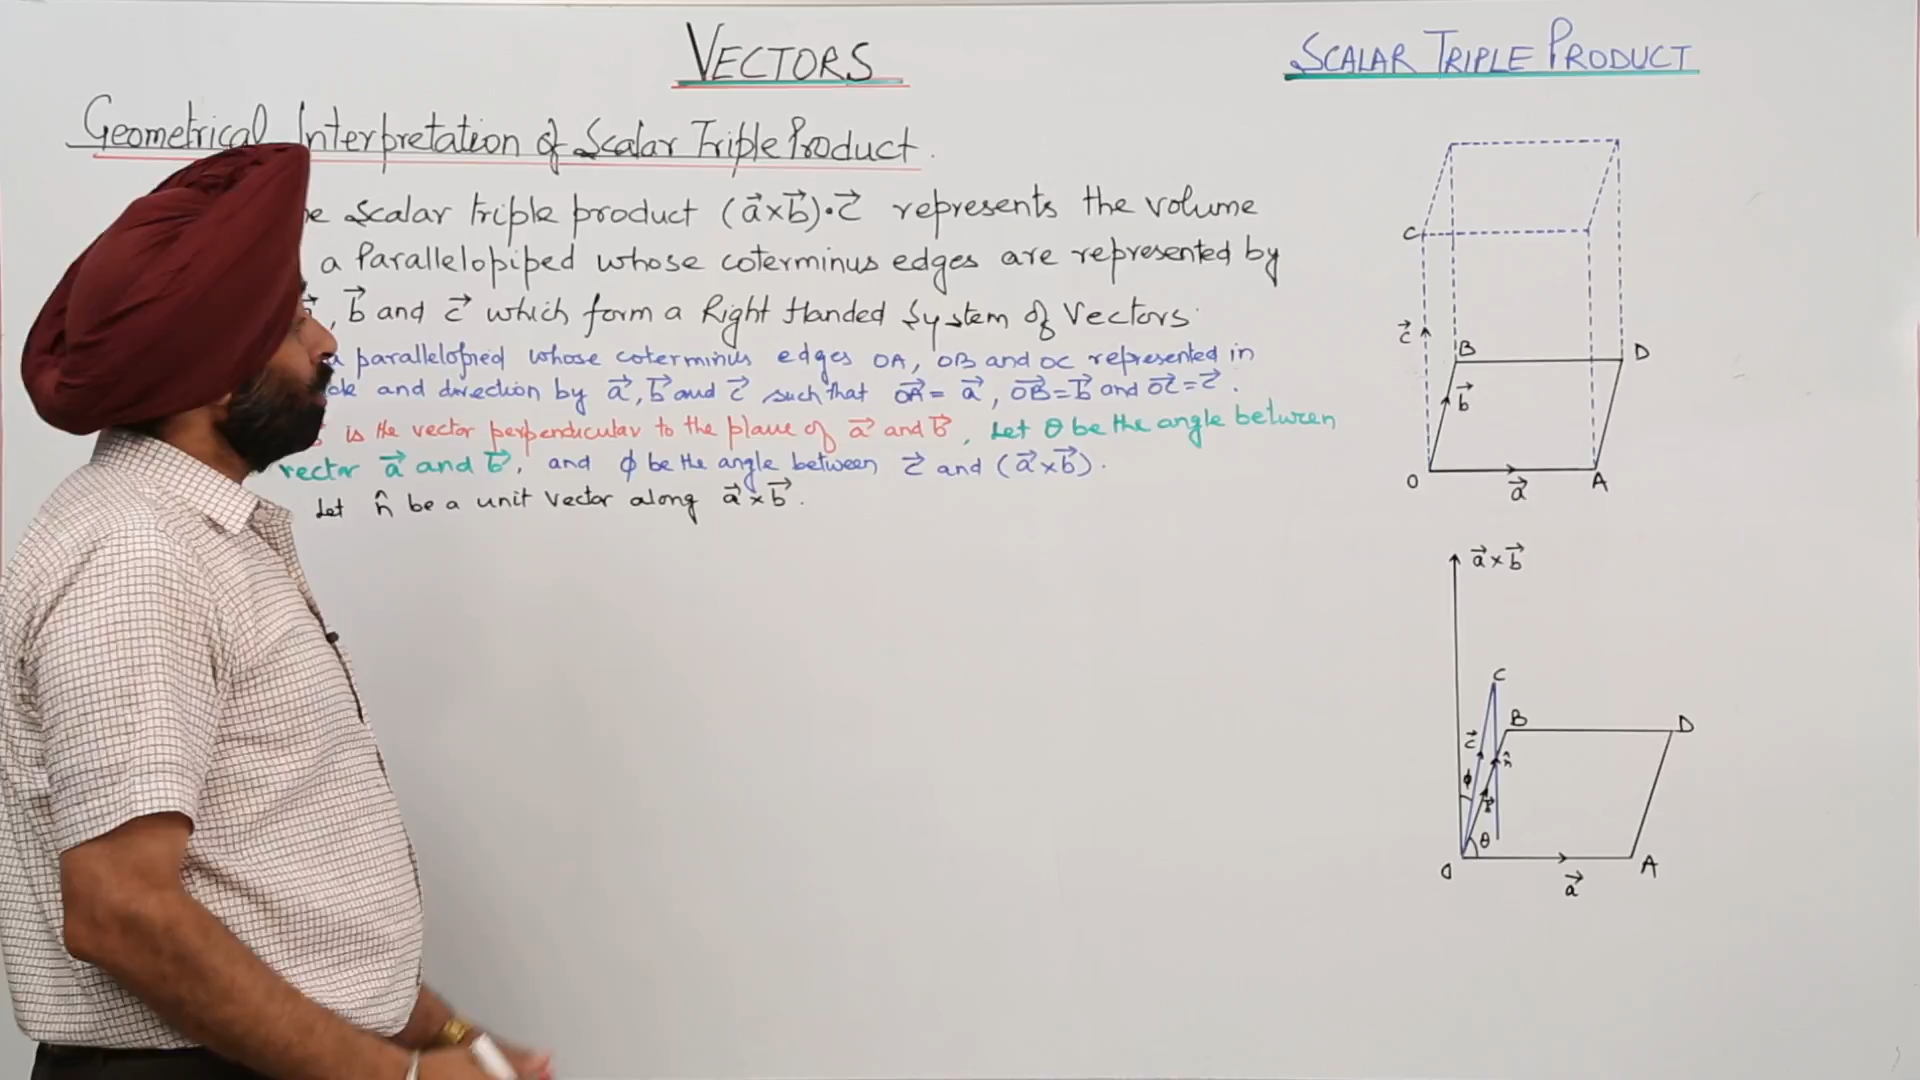 VECTORS
SCALAR TRIPLE PRODUCT
Geometrical Interpretation of Scalar Triple Product.
scalar triple product (a⃗×b⃗)·c⃗ represents the volume
a Parallelopiped whose coterminus edges are represented by
, b⃗ and c⃗ which form a Right Handed System of Vectors.
whose coterminus edges OA, OB and OC represented in
and direction by a⃗, b⃗ and c⃗ such that OA⃗ = a⃗, OB⃗ = b⃗ and OC⃗ = c⃗.
is the vector perpendicular to the plane of a⃗ and b⃗, Let θ be the angle between
vector a⃗ and b⃗, and ϕ be the angle between c⃗ and (a⃗×b⃗).
Let n̂ be a unit vector along a⃗×b⃗.
C
c⃗
B
D
b⃗
O
a⃗
A
a⃗×b⃗
C
B
D
c⃗
n̂
ϕ
b⃗
θ
O
A
a⃗